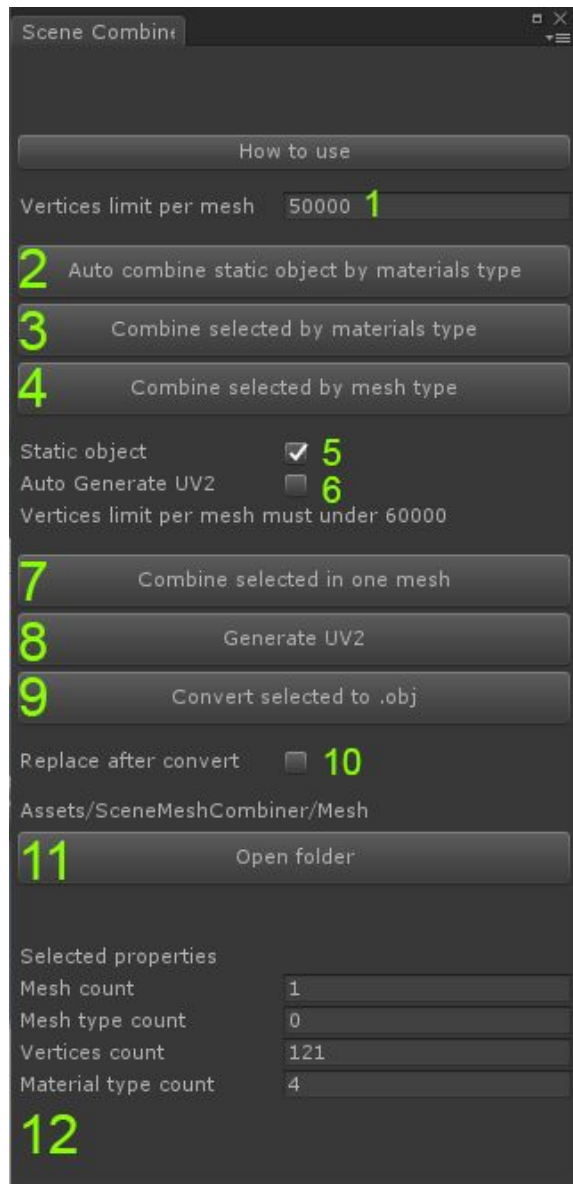 Scene Combine
How to use
Vertices limit per mesh 50000 1
2 Auto combine static object by materials type
3 Combine selected by materials type
4 Combine selected by mesh type
Static object 5
Auto Generate UV2 6
Vertices limit per mesh must under 60000
7 Combine selected in one mesh
8 Generate UV2
9 Convert selected to .obj
Replace after convert 10
Assets/SceneMeshCombiner/Mesh
11 Open folder
Selected properties
Mesh count 1
Mesh type count 0
Vertices count 121
Material type count 4
12